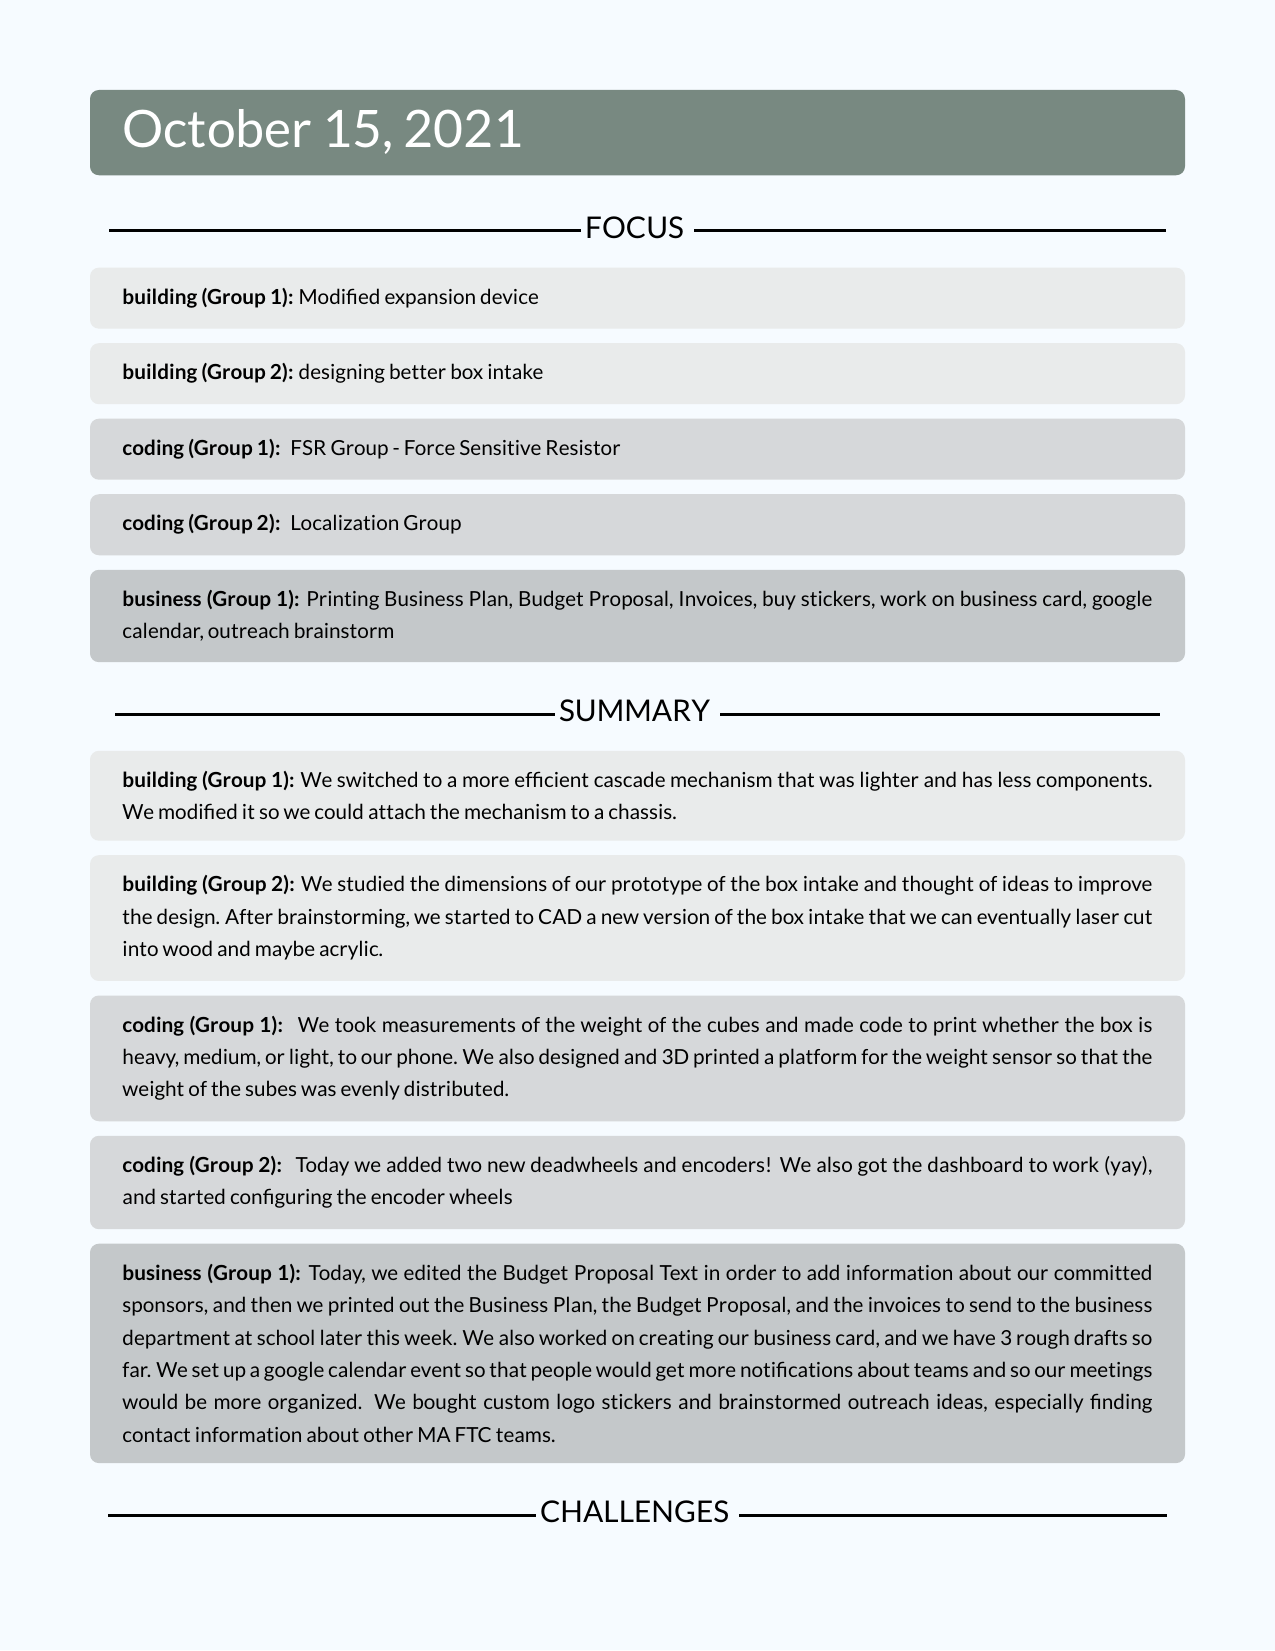 October 15, 2021
FOCUS
building (Group 1): Modified expansion device
building (Group 2): designing better box intake
coding (Group 1): FSR Group - Force Sensitive Resistor
coding (Group 2): Localization Group
business (Group 1): Printing Business Plan, Budget Proposal, Invoices, buy stickers, work on business card, google
calendar, outreach brainstorm
SUMMARY
building (Group 1): We switched to a more efficient cascade mechanism that was lighter and has less components.
We modified it so we could attach the mechanism to a chassis.
building (Group 2): We studied the dimensions of our prototype of the box intake and thought of ideas to improve
the design. After brainstorming, we started to CAD a new version of the box intake that we can eventually laser cut
into wood and maybe acrylic.
coding (Group 1): We took measurements of the weight of the cubes and made code to print whether the box is
heavy, medium, or light, to our phone. We also designed and 3D printed a platform for the weight sensor so that the
weight of the subes was evenly distributed.
coding (Group 2): Today we added two new deadwheels and encoders! We also got the dashboard to work (yay),
and started configuring the encoder wheels
business (Group 1): Today, we edited the Budget Proposal Text in order to add information about our committed
sponsors, and then we printed out the Business Plan, the Budget Proposal, and the invoices to send to the business
department at school later this week. We also worked on creating our business card, and we have 3 rough drafts so
far. We set up a google calendar event so that people would get more notifications about teams and so our meetings
would be more organized. We bought custom logo stickers and brainstormed outreach ideas, especially finding
contact information about other MA FTC teams.
CHALLENGES